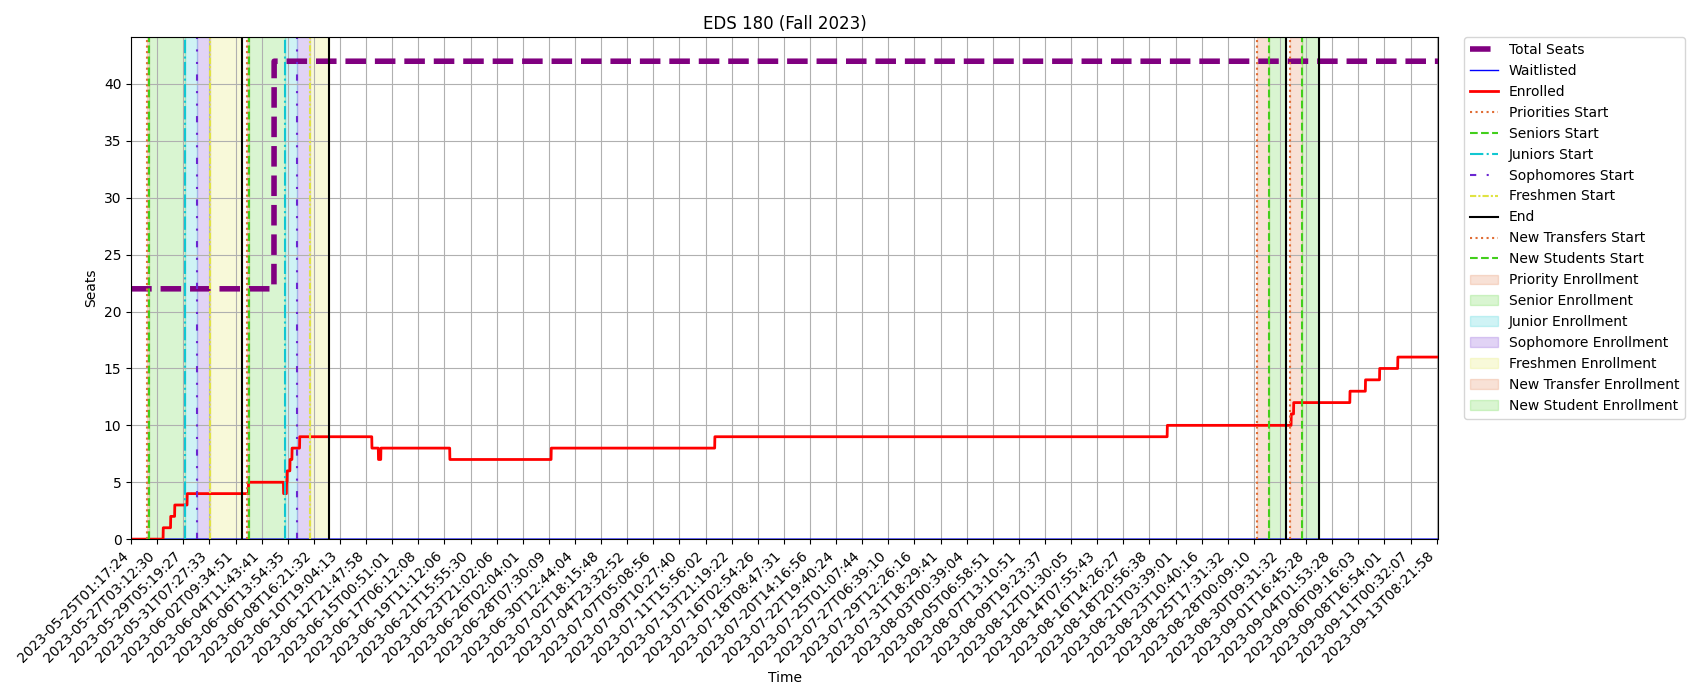 EDS 180 (Fall 2023)
Seats
40
35
30
25
20
15
10
5
0
2023-05-25T01:17:24
2023-05-27T03:12:30
2023-05-29T05:19:27
2023-05-31T07:27:33
2023-06-02T09:34:51
2023-06-04T11:43:41
2023-06-06T13:54:35
2023-06-08T16:21:32
2023-06-10T19:04:13
2023-06-12T21:47:58
2023-06-15T00:51:01
2023-06-17T06:12:08
2023-06-19T11:12:06
2023-06-21T15:55:30
2023-06-23T21:02:06
2023-06-26T02:04:01
2023-06-28T07:30:09
2023-06-30T12:44:04
2023-07-02T18:15:48
2023-07-04T23:32:52
2023-07-07T05:08:56
2023-07-09T10:27:40
2023-07-11T15:56:02
2023-07-13T21:19:22
2023-07-16T02:54:26
2023-07-18T08:47:31
2023-07-20T14:16:56
2023-07-22T19:40:24
2023-07-25T01:07:44
2023-07-27T06:39:10
2023-07-29T12:26:16
2023-07-31T18:29:41
2023-08-03T00:39:04
2023-08-05T06:58:51
2023-08-07T13:10:51
2023-08-09T19:23:37
2023-08-12T01:30:05
2023-08-14T07:55:43
2023-08-16T14:26:27
2023-08-18T20:56:38
2023-08-21T03:39:01
2023-08-23T10:40:16
2023-08-25T17:31:32
2023-08-28T00:09:10
2023-08-30T09:31:32
2023-09-01T16:45:28
2023-09-04T01:53:28
2023-09-06T09:16:03
2023-09-08T16:54:01
2023-09-11T00:32:07
2023-09-13T08:21:58
Time
Total Seats
Waitlisted
Enrolled
Priorities Start
Seniors Start
Juniors Start
Sophomores Start
Freshmen Start
End
New Transfers Start
New Students Start
Priority Enrollment
Senior Enrollment
Junior Enrollment
Sophomore Enrollment
Freshmen Enrollment
New Transfer Enrollment
New Student Enrollment